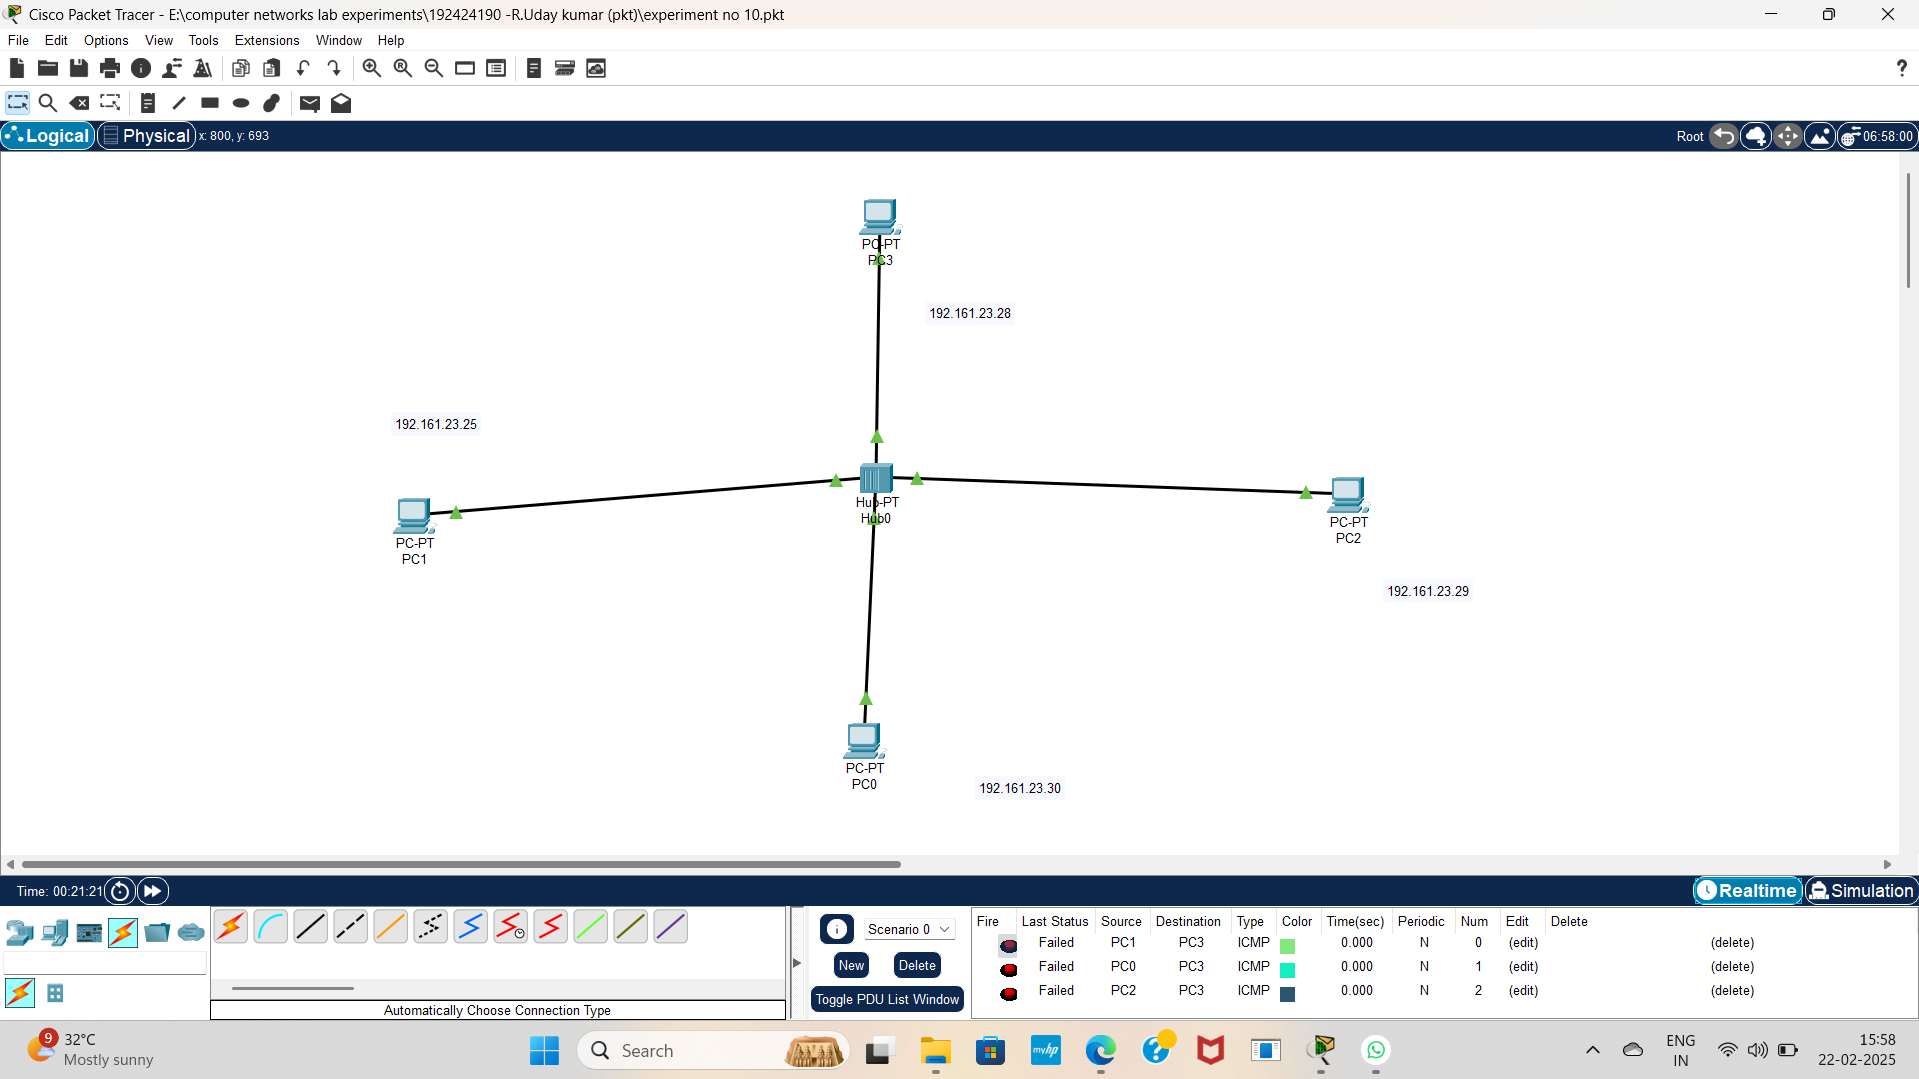 Cisco Packet Tracer - E:\computer networks lab experiments\192424190 -R.Uday kumar (pkt)\experiment no 10.pkt
File Edit Options View Tools Extensions Window Help
?
Logical Physical x: 800, y: 693 Root 06:58:00
PC-PT
PC3
192.161.23.28
192.161.23.25
Hub-PT
Hub0
PC-PT
PC1
PC-PT
PC2
192.161.23.29
PC-PT
PC0
192.161.23.30
Time: 00:21:21 Realtime Simulation
Scenario 0
New Delete
Toggle PDU List Window
Automatically Choose Connection Type
Fire Last Status Source Destination Type Color Time(sec) Periodic Num Edit Delete
Failed PC1 PC3 ICMP 0.000 N 0 (edit) (delete)
Failed PC0 PC3 ICMP 0.000 N 1 (edit) (delete)
Failed PC2 PC3 ICMP 0.000 N 2 (edit) (delete)
9 32°C
Mostly sunny
Search
myhp
ENG
IN
15:58
22-02-2025